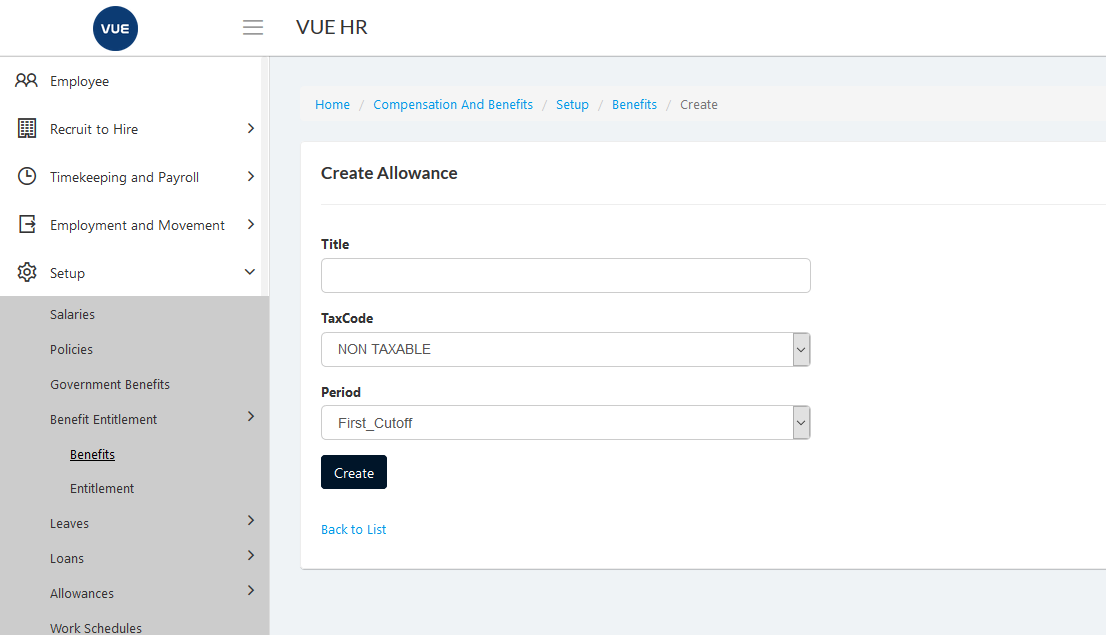 VUE
VUE HR
Employee
Recruit to Hire
Timekeeping and Payroll
Employment and Movement
Setup
Salaries
Policies
Government Benefits
Benefit Entitlement
Benefits
Entitlement
Leaves
Loans
Allowances
Work Schedules
Home / Compensation And Benefits / Setup / Benefits / Create
Create Allowance
Title
TaxCode
NON TAXABLE
Period
First_Cutoff
Create
Back to List